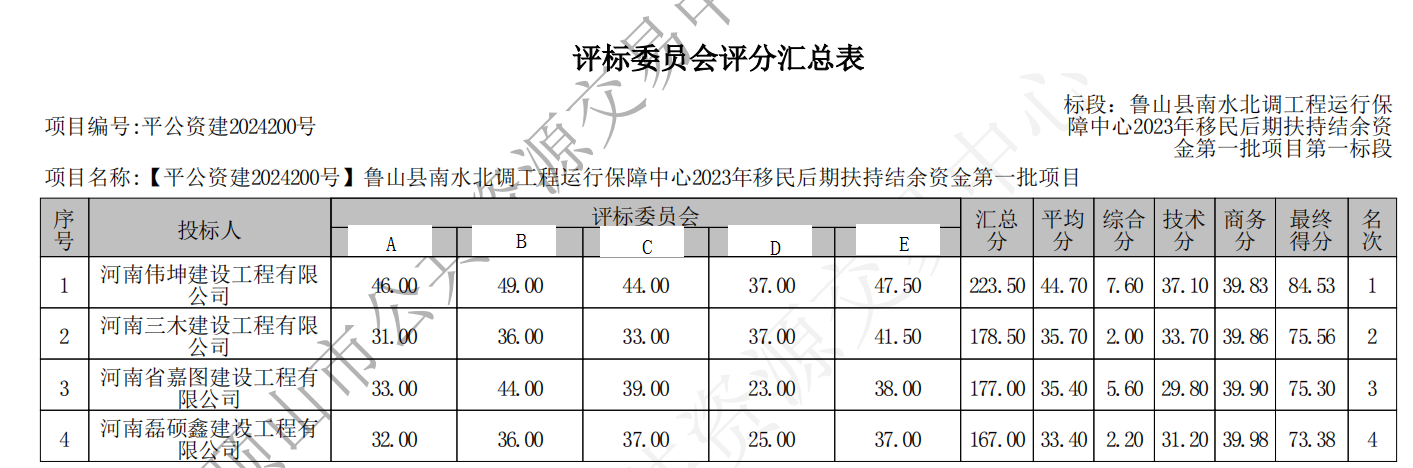 评标委员会评分汇总表
项目编号:平公资建2024200号
标段：鲁山县南水北调工程运行保
障中心2023年移民后期扶持结余资
金第一批项目第一标段
项目名称:【平公资建2024200号】鲁山县南水北调工程运行保障中心2023年移民后期扶持结余资金第一批项目
序号 投标人 评标委员会 汇总分 平均分 综合分 技术分 商务分 最终得分 名次
A B C D E
1 河南伟坤建设工程有限公司 46.00 49.00 44.00 37.00 47.50 223.50 44.70 7.60 37.10 39.83 84.53 1
2 河南三木建设工程有限公司 31.00 36.00 33.00 37.00 41.50 178.50 35.70 2.00 33.70 39.86 75.56 2
3 河南省嘉图建设工程有限公司 33.00 44.00 39.00 23.00 38.00 177.00 35.40 5.60 29.80 39.90 75.30 3
4 河南磊硕鑫建设工程有限公司 32.00 36.00 37.00 25.00 37.00 167.00 33.40 2.20 31.20 39.98 73.38 4